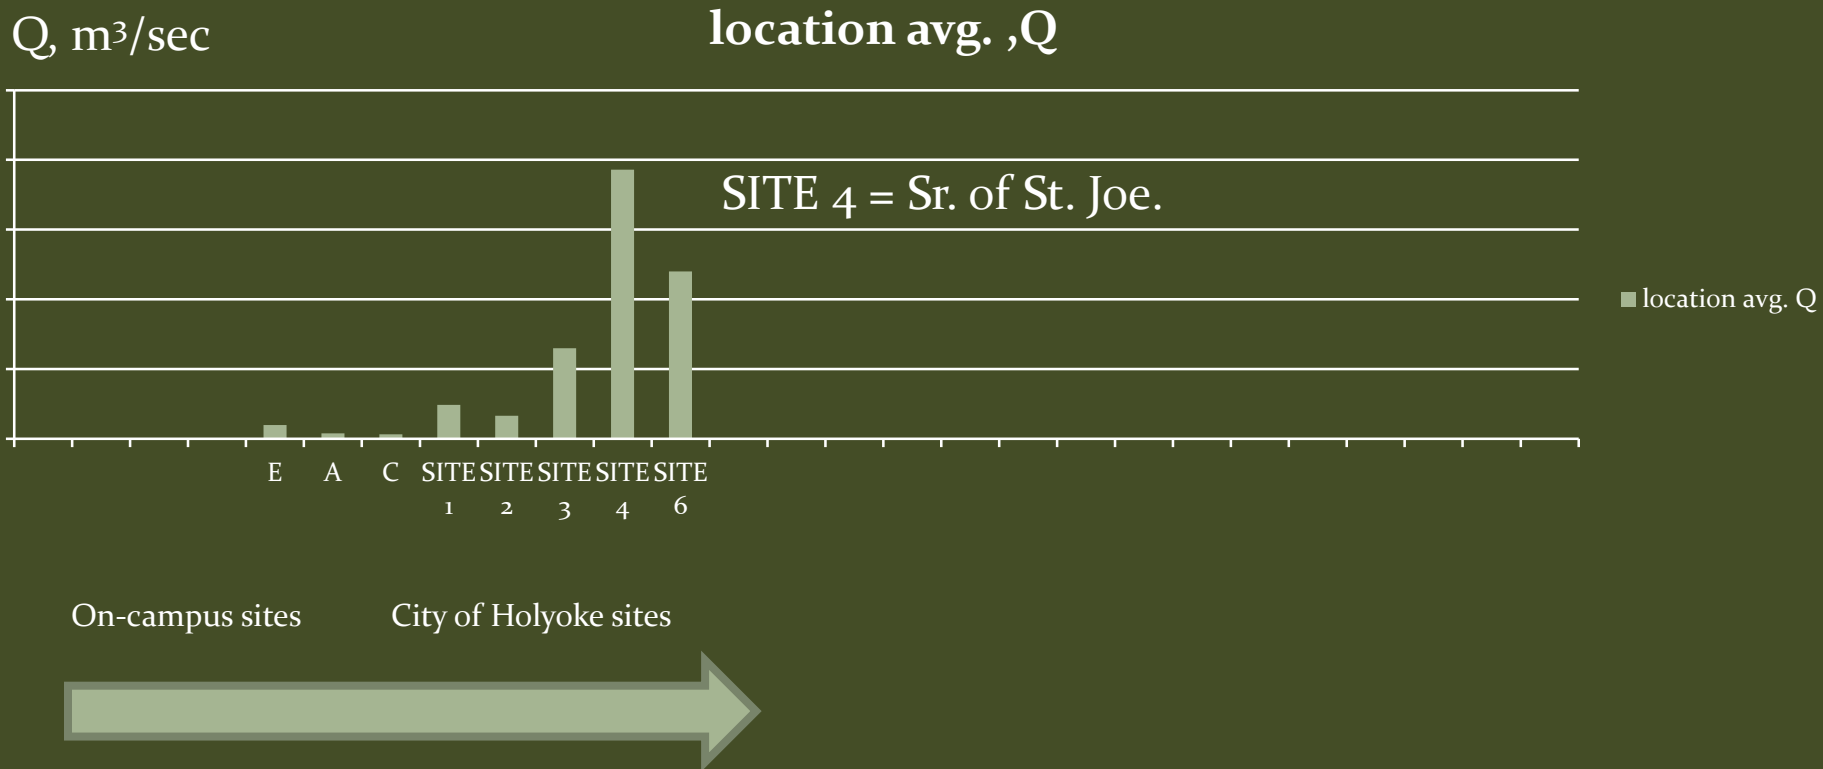 Q, m³/sec
location avg. ,Q
SITE 4 = Sr. of St. Joe.
location avg. Q
E A C SITE 1 SITE 2 SITE 3 SITE 4 SITE 6
On-campus sites
City of Holyoke sites